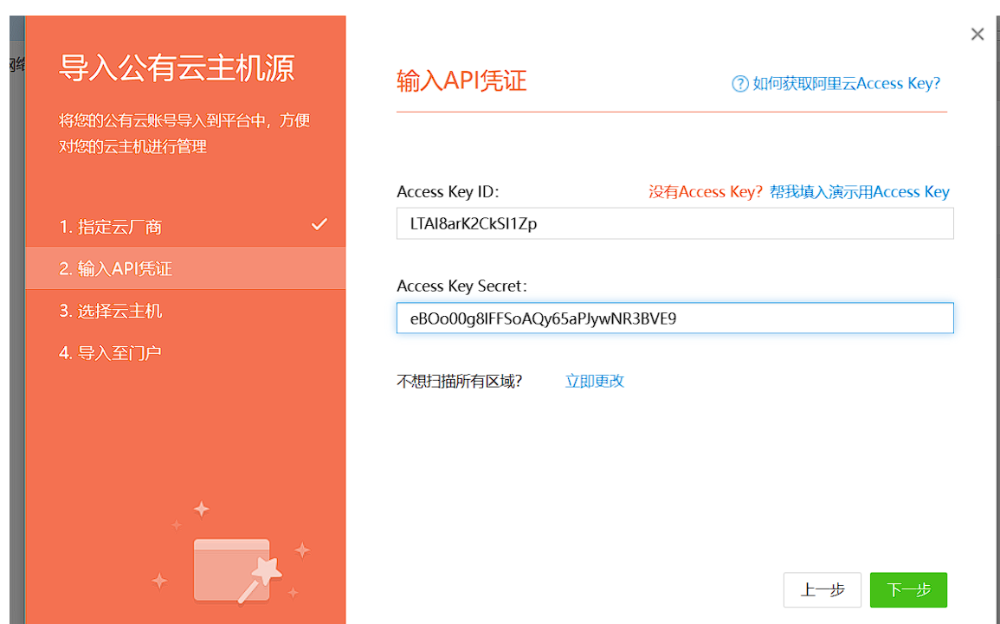 导入公有云主机源
将您的公有云账号导入到平台中，方便
对您的云主机进行管理
1. 指定云厂商
2. 输入API凭证
3. 选择云主机
4. 导入至门户
输入API凭证
如何获取阿里云Access Key?
Access Key ID:
没有Access Key? 帮我填入演示用Access Key
LTAI8arK2CkSI1Zp
Access Key Secret:
eBOo00g8IFFSoAQy65aPJywNR3BVE9
不想扫描所有区域?
立即更改
上一步
下一步